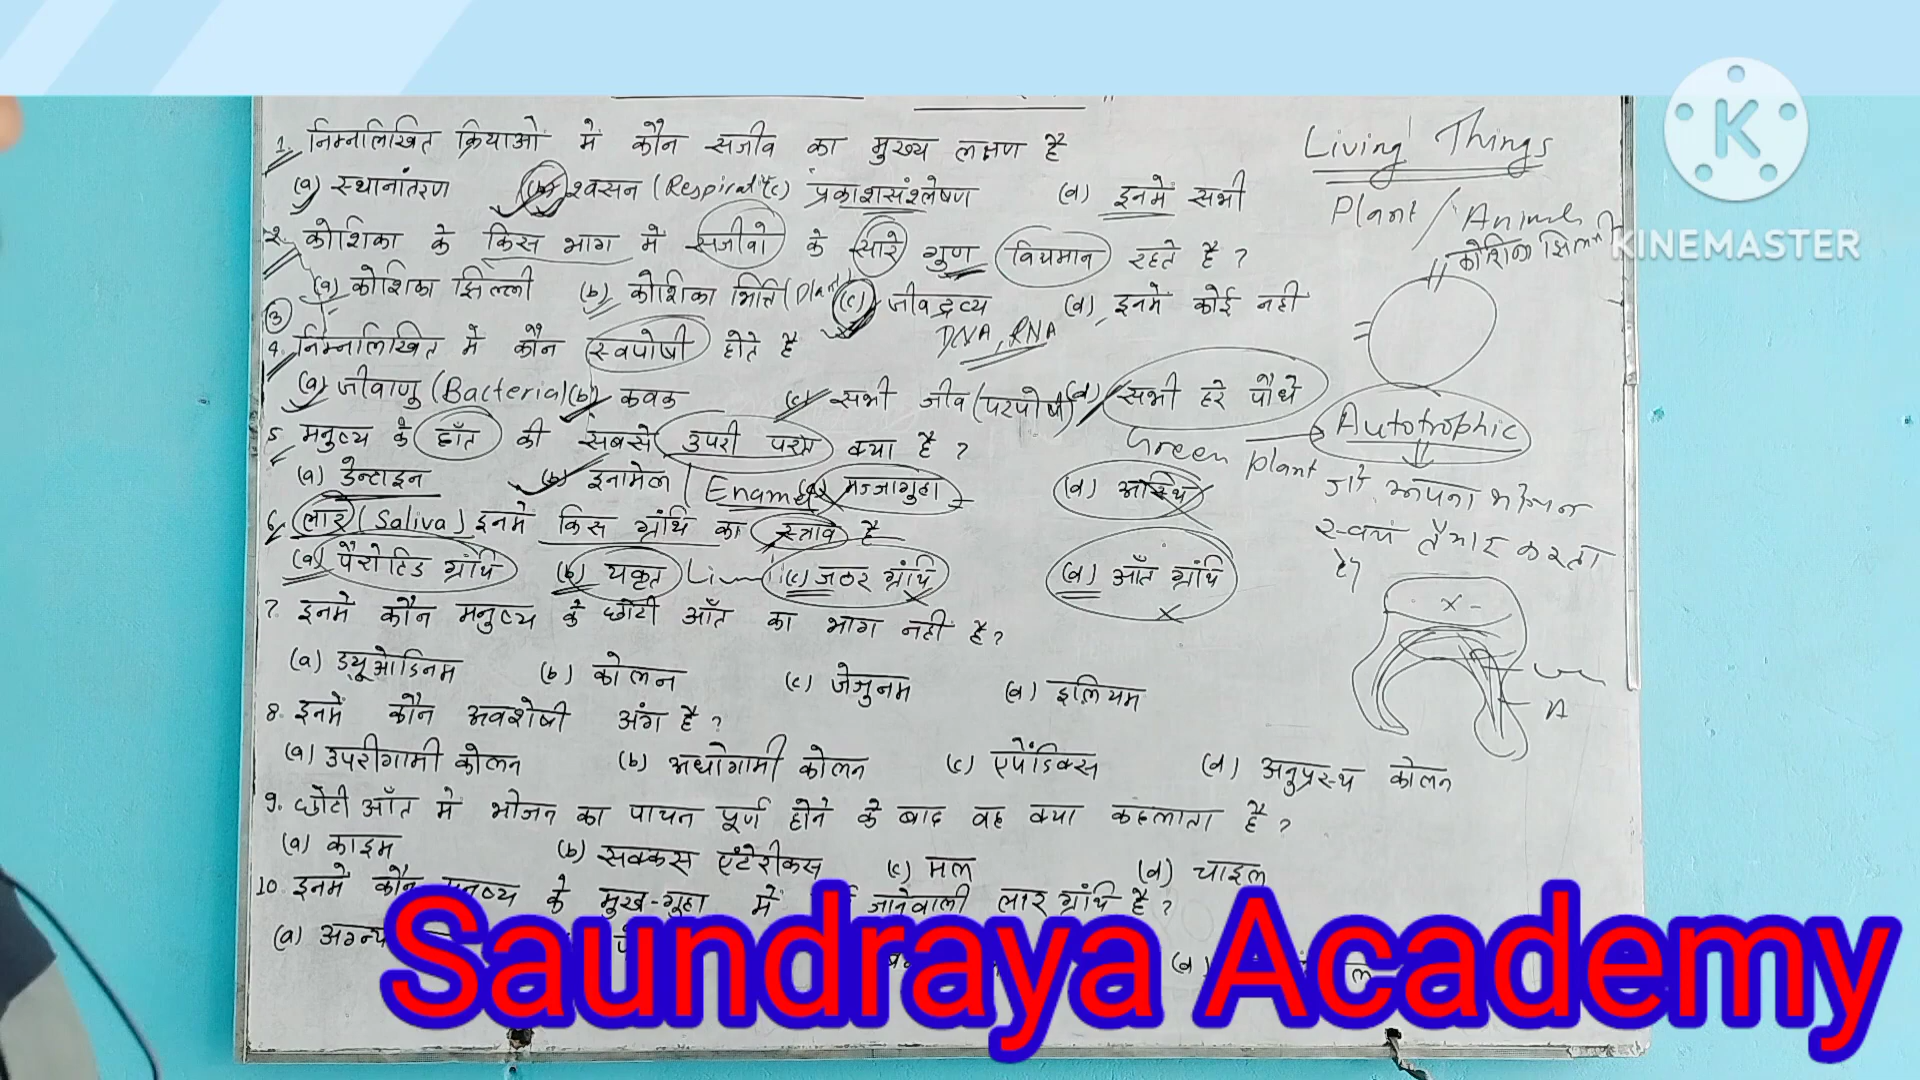 1. निम्नलिखित क्रियाओं में कौन सजीव का मुख्य लक्षण है
(a) स्थानांतरण (b) श्वसन (Respirati (c) प्रकाशसंश्लेषण (d) इनमें सभी
2. कोशिका के किस भाग में सजीवो के सारे गुण विद्यमान रहते है ?
(a) कोशिका झिल्ली (b) कोशिका भित्ति (Plant) (c) जीवद्रव्य (d) इनमें कोई नहीं
DNA, RNA
3
4. निम्नलिखित में कौन स्वपोषी होते है
(a) जीवाणु (Bacteria) (b) कवक (c) सभी जीव (परपोषी) (d) सभी हरे पौधे
5. मनुष्य के दाँत की सबसे उपरी परत क्या है ?
(a) डेन्टाइन (b) इनामेल (Enamel (c) मज्जागुहा (d) अस्थि
6. लार (Saliva) इनमें किस ग्रंथि का स्त्राव है
(a) पैरोटिड ग्रंथि (b) यकृत (c) जठर ग्रंथि (d) आँत ग्रंथि
7. इनमें कौन मनुष्य के छोटी आँत का भाग नहीं है ?
(a) ड्यूओडिनम (b) कोलन (c) जेजुनम (d) इलियम
8. इनमें कौन अवशेषी अंग है ?
(a) उपरीगामी कोलन (b) अधोगामी कोलन (c) एपेंडिक्स (d) अनुप्रस्थ कोलन
9. छोटी आँत में भोजन का पाचन पूर्ण होने के बाद वह क्या कहलाता है ?
(a) काइम (b) सक्कस एंटेरीकस (c) मल (d) चाइल
10. इनमें कौन मनुष्य के मुख-गुहा में जानेवाली लार ग्रंथि है ?
(a) (d)
Living Things
Plant / Animals
कोशिका झिल्ली
Autotrophic
Green plant
जो अपना भोजन
स्वयं तैयार करता
है
KINEMASTER
Saundraya Academy